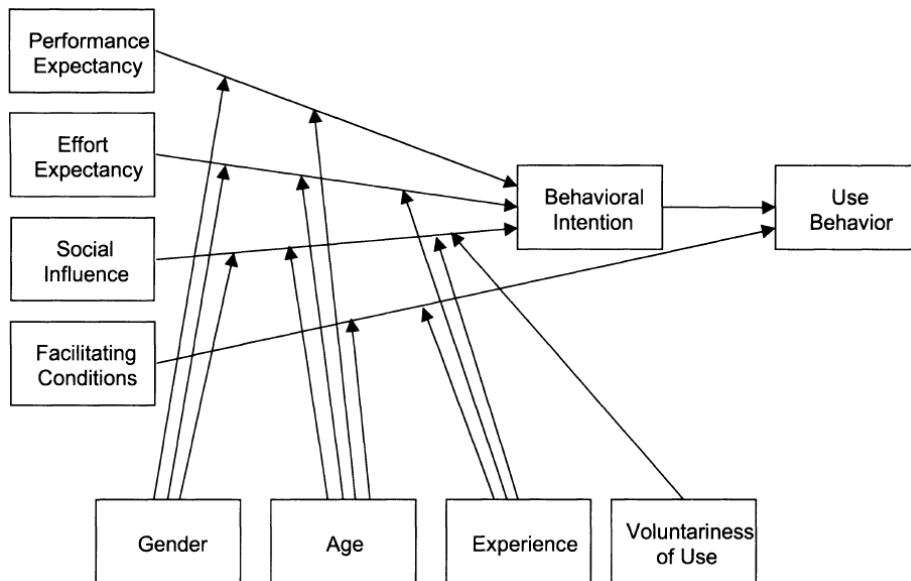 Performance
Expectancy
Effort
Expectancy
Social
Influence
Facilitating
Conditions
Behavioral
Intention
Use
Behavior
Gender
Age
Experience
Voluntariness
of Use